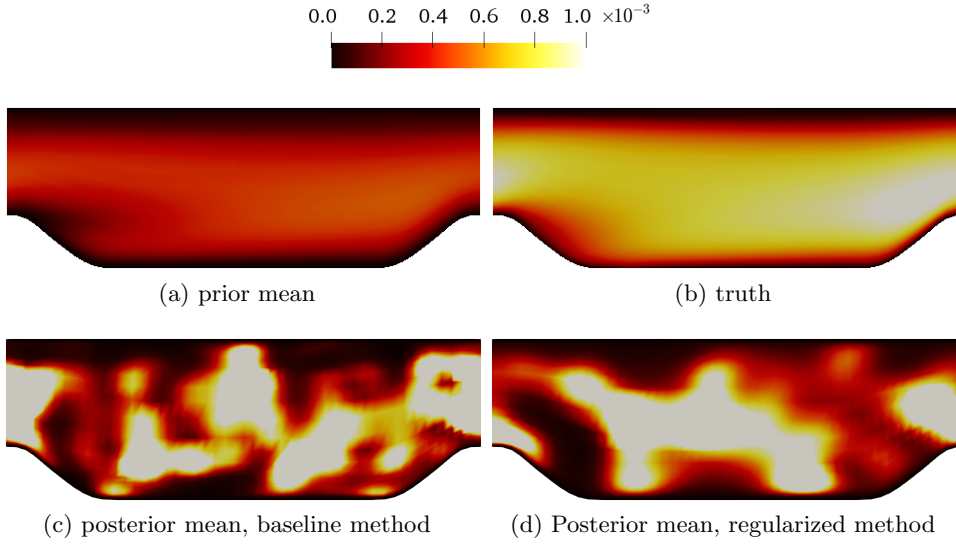 0.0 0.2 0.4 0.6 0.8 1.0 ×10⁻³
(a) prior mean
(b) truth
(c) posterior mean, baseline method
(d) Posterior mean, regularized method